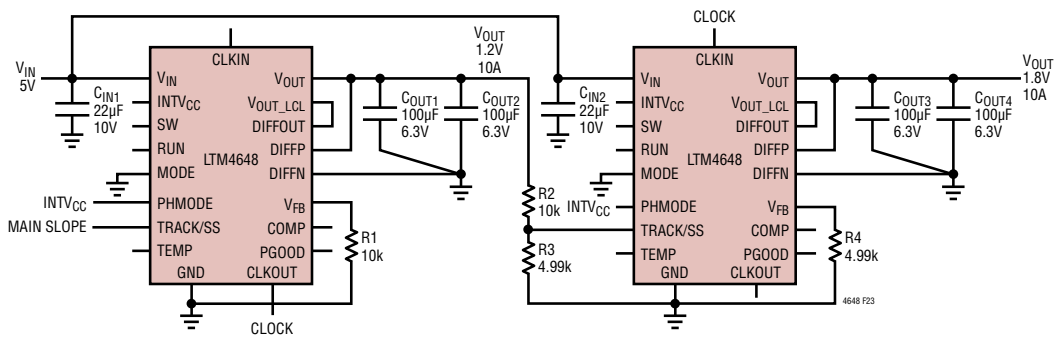 CLOCK
VIN
5V
CIN1
22µF
10V
CLKIN
VIN
INTVCC
SW
RUN
MODE
PHMODE
TRACK/SS
TEMP
GND
LTM4648
VOUT
VOUT_LCL
DIFFOUT
DIFFP
DIFFN
VFB
COMP
PGOOD
CLKOUT
INTVCC
MAIN SLOPE
CLOCK
R1
10k
COUT1
100µF
6.3V
COUT2
100µF
6.3V
VOUT
1.2V
10A
R2
10k
R3
4.99k
CIN2
22µF
10V
INTVCC
CLKIN
VIN
INTVCC
SW
RUN
MODE
PHMODE
TRACK/SS
TEMP
GND
LTM4648
VOUT
VOUT_LCL
DIFFOUT
DIFFP
DIFFN
VFB
COMP
PGOOD
CLKOUT
R4
4.99k
COUT3
100µF
6.3V
COUT4
100µF
6.3V
VOUT
1.8V
10A
4648 F23